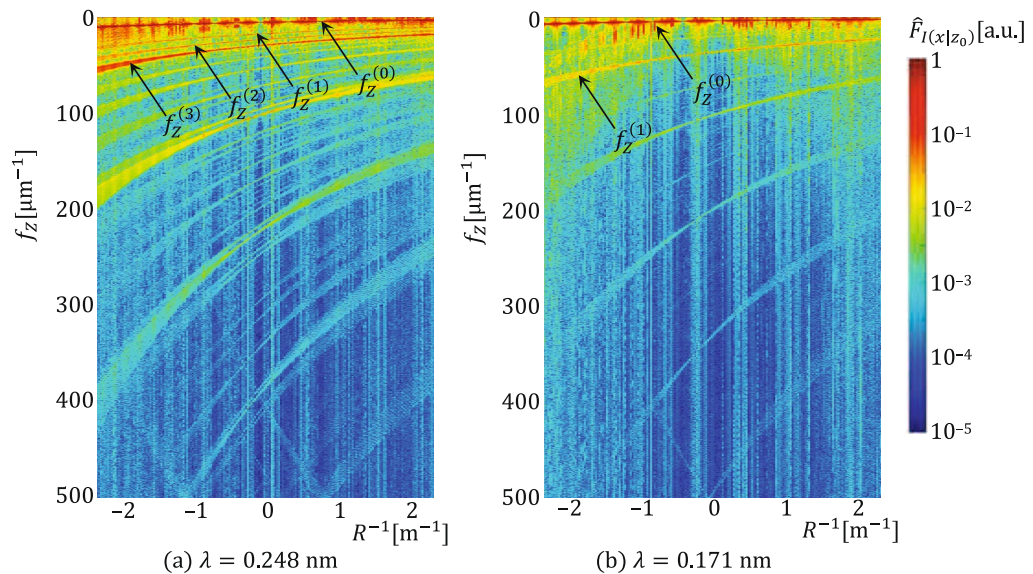 0
100
200
300
400
500
f_Z[μm⁻¹]
f_Z^(3)
f_Z^(2)
f_Z^(1)
f_Z^(0)
−2 −1 0 1 2
R⁻¹[m⁻¹]
(a) λ = 0.248 nm
0
100
200
300
400
500
f_Z[μm⁻¹]
f_Z^(1)
f_Z^(0)
−2 −1 0 1 2
R⁻¹[m⁻¹]
(b) λ = 0.171 nm
F̂_I(x|z₀)[a.u.]
1
10⁻¹
10⁻²
10⁻³
10⁻⁴
10⁻⁵